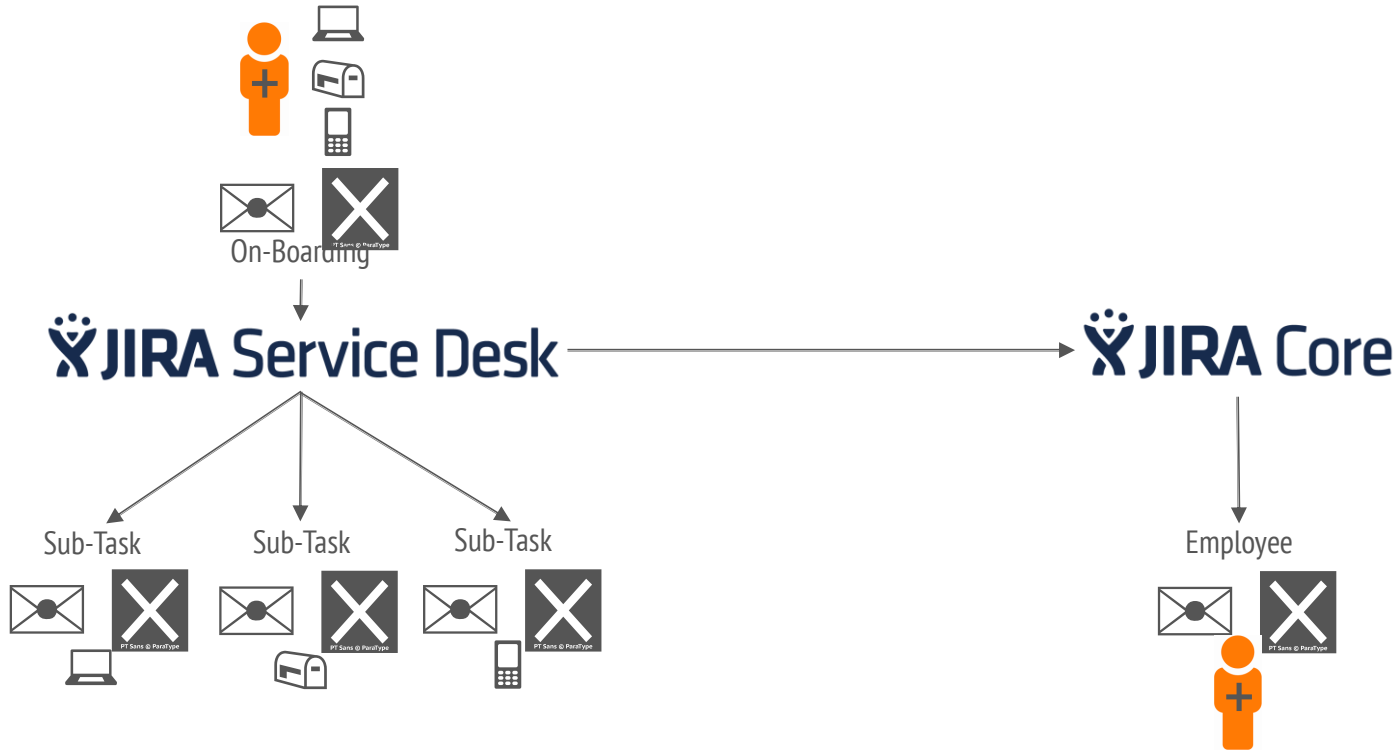 PT Sans © ParaType
On-Boarding
JIRA Service Desk
JIRA Core
Sub-Task
Sub-Task
Sub-Task
Employee
PT Sans © ParaType
PT Sans © ParaType
PT Sans © ParaType
PT Sans © ParaType